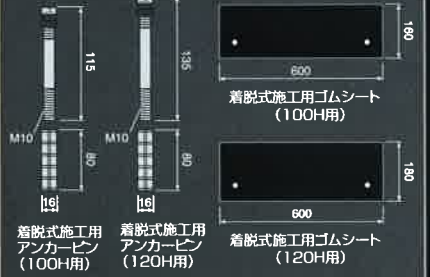 115
M10
80
16
着脱式施工用
アンカーピン
(100H用)
135
M10
80
16
着脱式施工用
アンカーピン
(120H用)
160
600
着脱式施工用ゴムシート
(100H用)
180
600
着脱式施工用ゴムシート
(120H用)